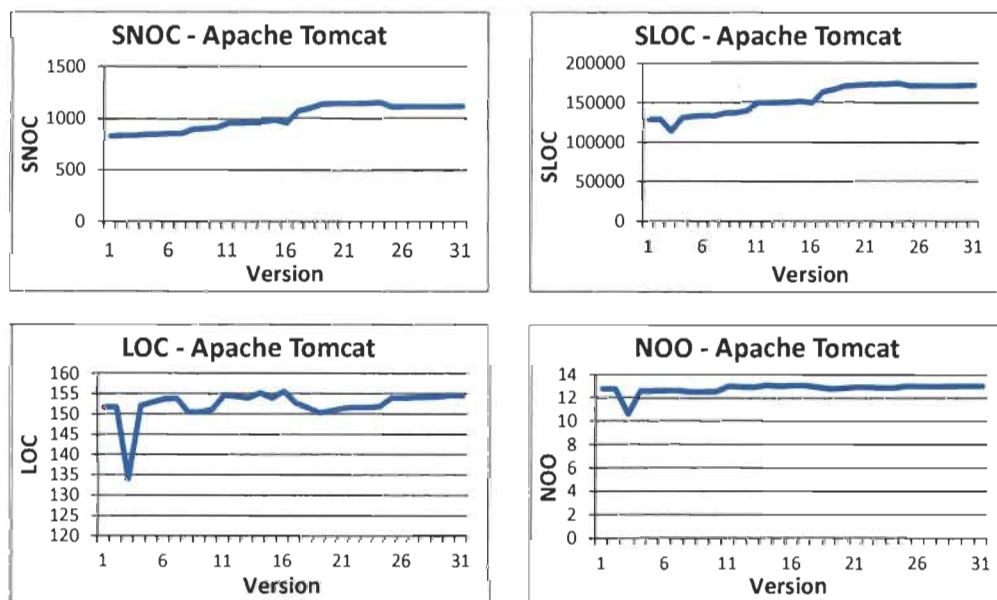 SNOC - Apache Tomcat
1500
1000
500
0
SNOC
1 6 11 16 21 26 31
Version
SLOC - Apache Tomcat
200000
150000
100000
50000
0
SLOC
1 6 11 16 21 26 31
Version
LOC - Apache Tomcat
160
155
150
145
140
135
130
125
120
LOC
1 6 11 16 21 26 31
Version
NOO - Apache Tomcat
14
12
10
8
6
4
2
0
NOO
1 6 11 16 21 26 31
Version